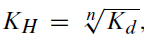 K_H = \sqrt[n]{K_d},